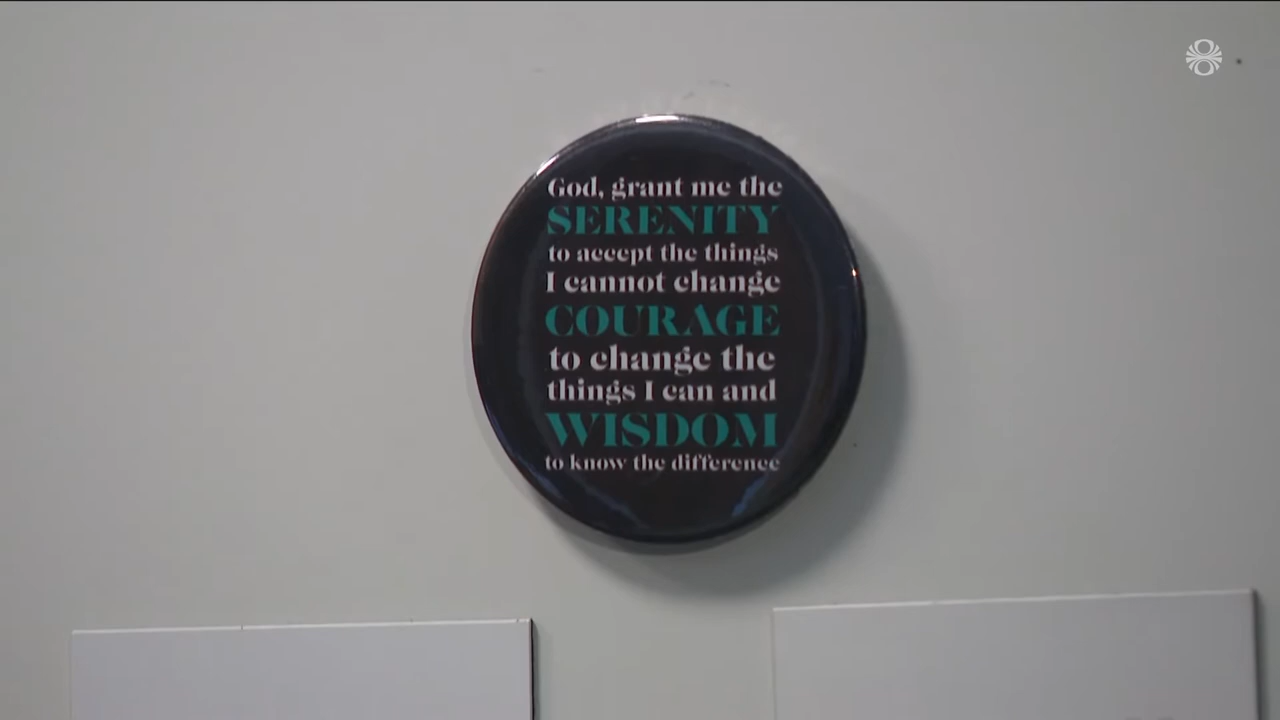 God, grant me the
SERENITY
to accept the things
I cannot change
COURAGE
to change the
things I can and
WISDOM
to know the difference